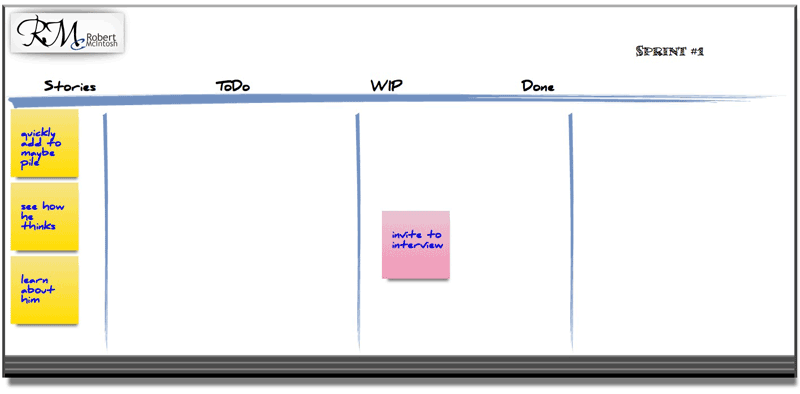 RM
Robert
McIntosh
Sprint #1
Stories ToDo WIP Done
quickly
add to
maybe
pile
see how
he
thinks
learn
about
him
invite to
interview